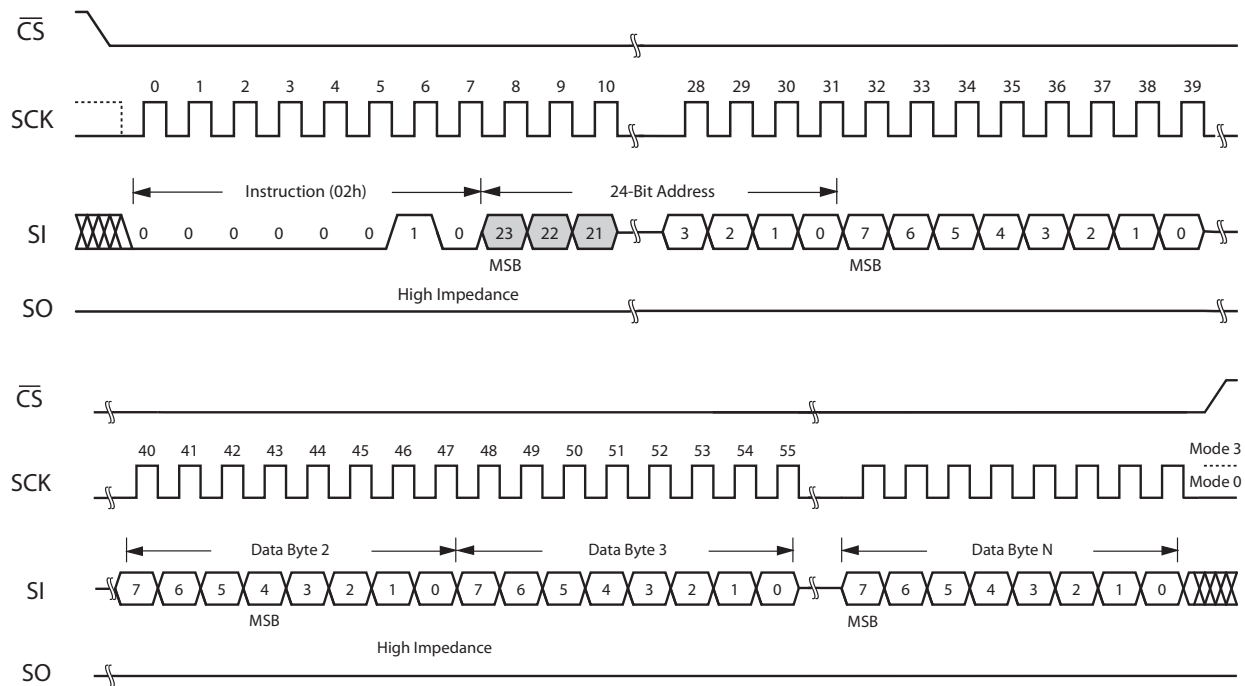 CS
0 1 2 3 4 5 6 7 8 9 10 28 29 30 31 32 33 34 35 36 37 38 39
SCK
Instruction (02h) 24-Bit Address
SI 0 0 0 0 0 0 1 0 23 22 21 3 2 1 0 7 6 5 4 3 2 1 0
MSB MSB
High Impedance
SO
CS
40 41 42 43 44 45 46 47 48 49 50 51 52 53 54 55 Mode 3
SCK Mode 0
Data Byte 2 Data Byte 3 Data Byte N
SI 7 6 5 4 3 2 1 0 7 6 5 4 3 2 1 0 7 6 5 4 3 2 1 0
MSB MSB
High Impedance
SO